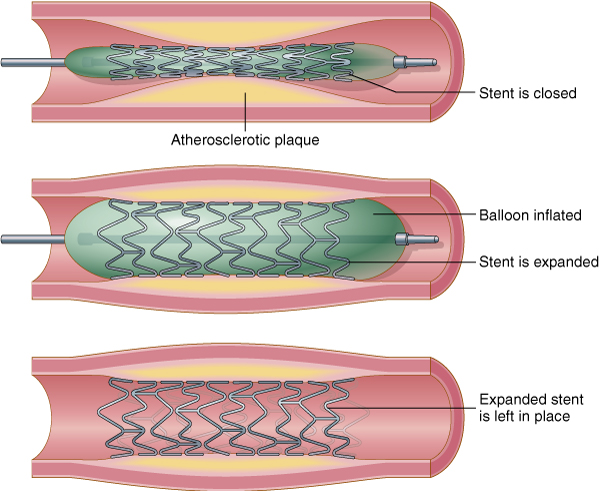 Stent is closed
Atherosclerotic plaque
Balloon inflated
Stent is expanded
Expanded stent
is left in place